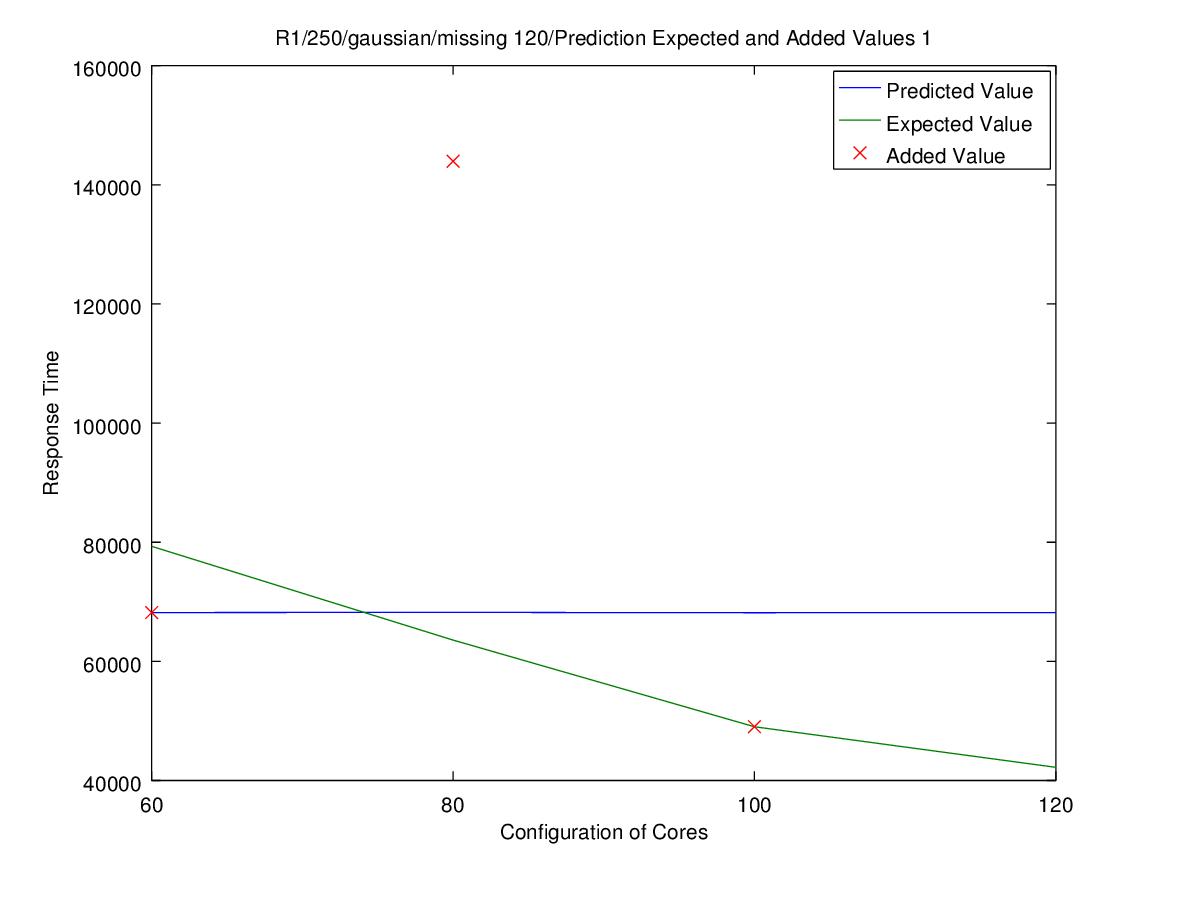 R1/250/gaussian/missing 120/Prediction Expected and Added Values 1
160000
140000
120000
100000
80000
60000
40000
Response Time
Predicted Value
Expected Value
Added Value
60 80 100 120
Configuration of Cores